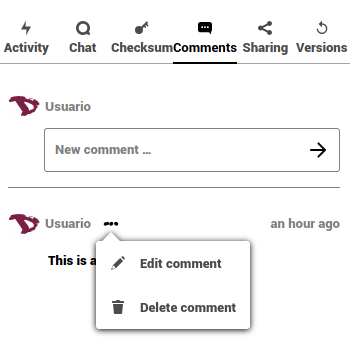 Activity Chat Checksum Comments Sharing Versions
Usuario
New comment ...
Usuario an hour ago
This is a
Edit comment
Delete comment